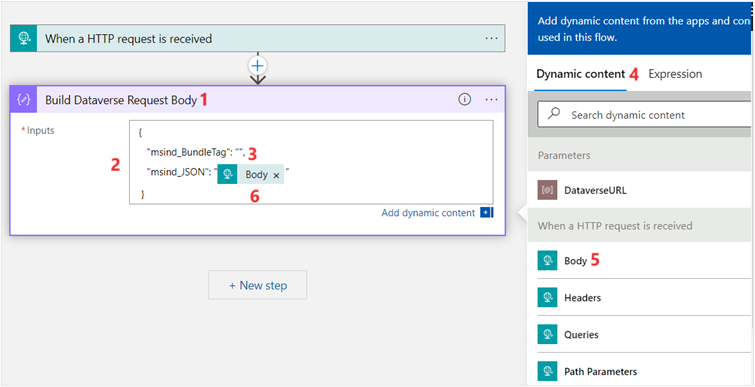 When a HTTP request is received
...
Build Dataverse Request Body 1
...
* Inputs
{
"msind_BundleTag": "", 3
2
"msind_JSON": " Body × "
6
}
Add dynamic content
+ New step
Add dynamic content from the apps and con
used in this flow.
Dynamic content 4 Expression
Search dynamic content
Parameters
DataverseURL
When a HTTP request is received
Body 5
Headers
Queries
Path Parameters